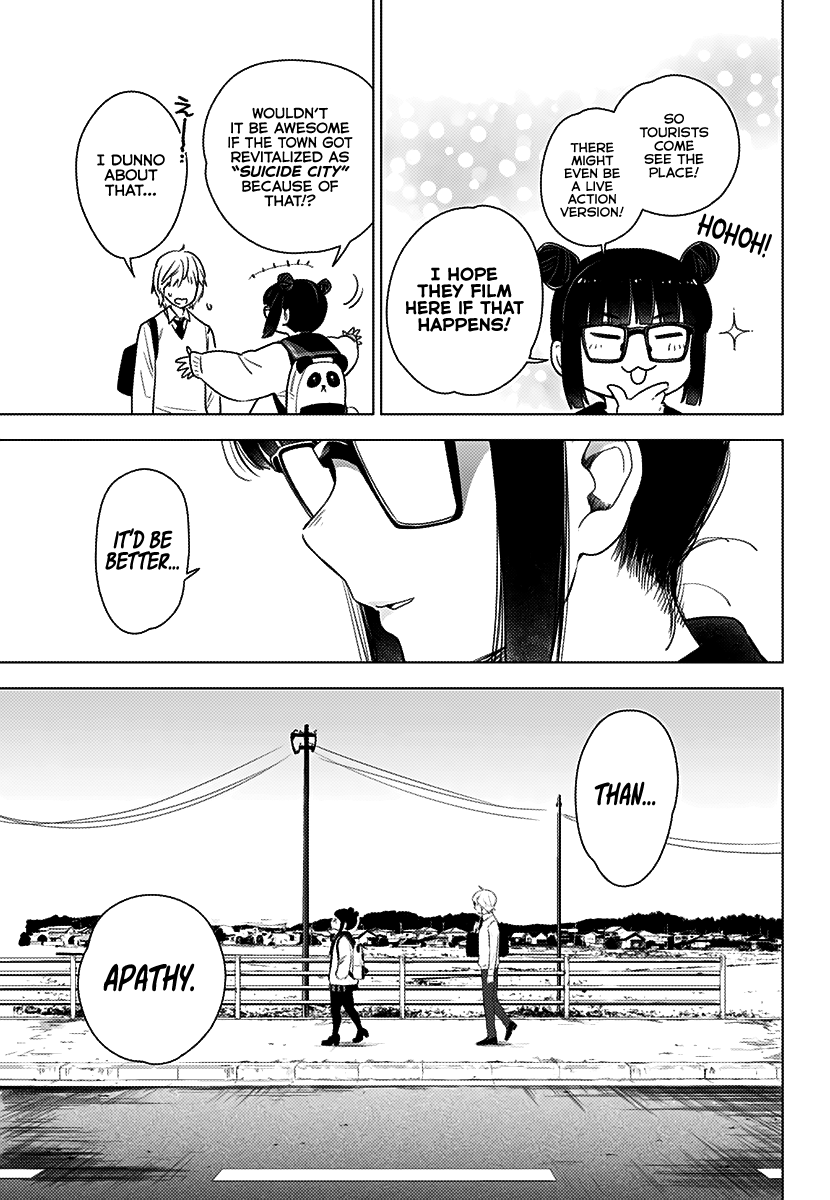 SO
TOURISTS
COME
SEE THE
PLACE!
THERE
MIGHT
EVEN BE
A LIVE
ACTION
VERSION!
HOHOH!
I HOPE
THEY FILM
HERE IF THAT
HAPPENS!
WOULDN'T
IT BE AWESOME
IF THE TOWN GOT
REVITALIZED AS
"SUICIDE CITY"
BECAUSE OF
THAT!?
えー
I DUNNO
ABOUT
THAT...
IT'D BE
BETTER...
THAN...
APATHY.